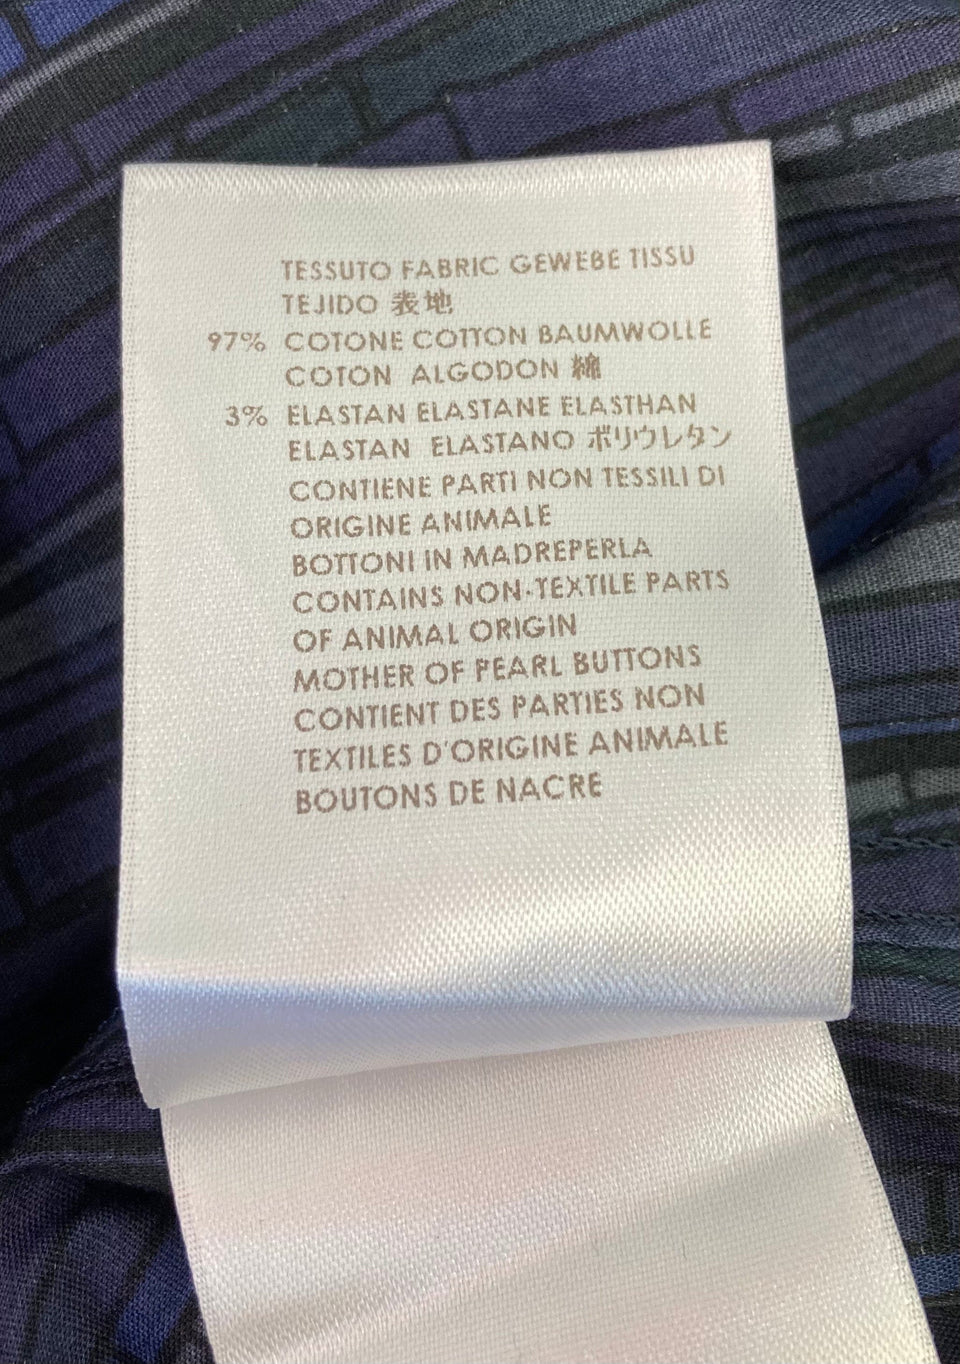 TESSUTO FABRIC GEWEBE TISSU
TEJIDO 表地
97% COTONE COTTON BAUMWOLLE
COTON ALGODON 綿
3% ELASTAN ELASTANE ELASTHAN
ELASTAN ELASTANO ポリウレタン
CONTIENE PARTI NON TESSILI DI
ORIGINE ANIMALE
BOTTONI IN MADREPERLA
CONTAINS NON-TEXTILE PARTS
OF ANIMAL ORIGIN
MOTHER OF PEARL BUTTONS
CONTIENT DES PARTIES NON
TEXTILES D'ORIGINE ANIMALE
BOUTONS DE NACRE